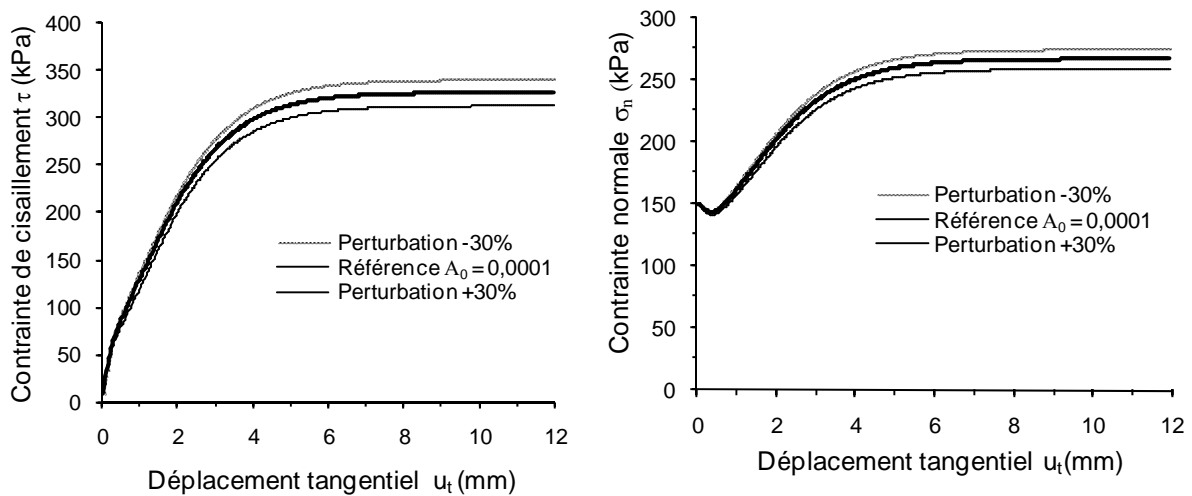 400
350
300
250
200
150
100
50
0
Contrainte de cisaillement τ (kPa)
Perturbation -30%
Référence A₀ = 0,0001
Perturbation +30%
0 2 4 6 8 10 12
Déplacement tangentiel uₜ (mm)
300
250
200
150
100
50
0
Contrainte normale σₙ (kPa)
Perturbation -30%
Référence A₀ = 0,0001
Perturbation +30%
0 2 4 6 8 10 12
Déplacement tangentiel uₜ(mm)